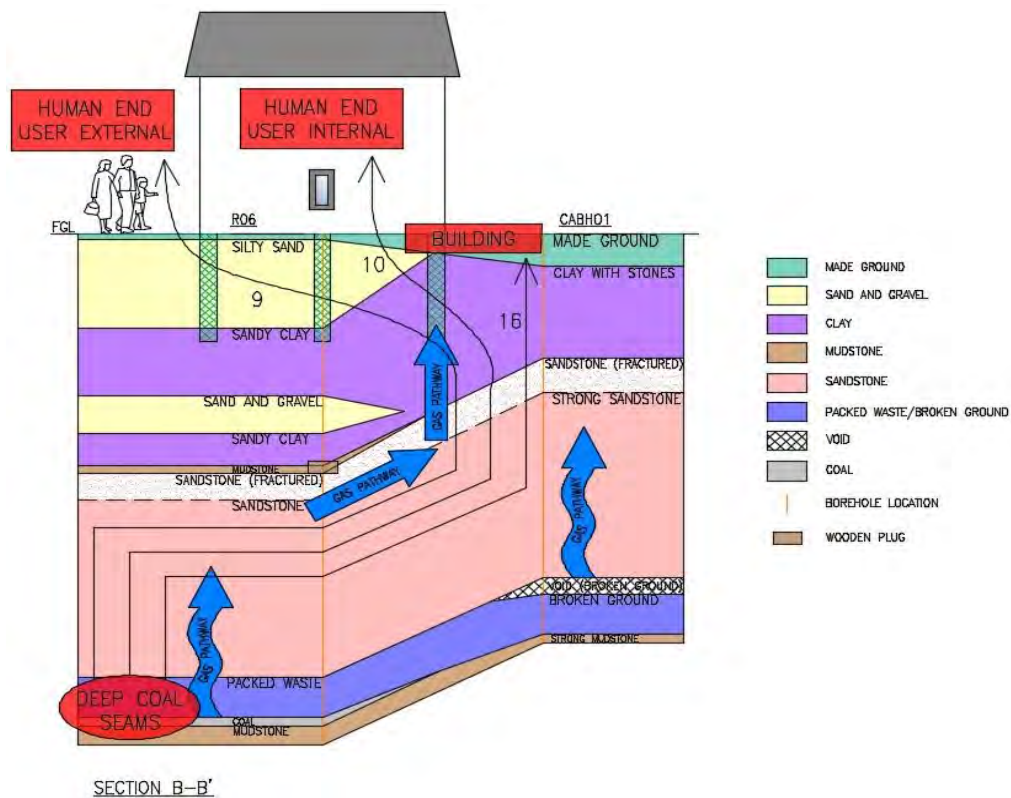 HUMAN END
USER EXTERNAL
HUMAN END
USER INTERNAL
FGL
R06
CABH01
SILTY SAND
BUILDING
MADE GROUND
10
CLAY WITH STONES
9
16
SANDY CLAY
GAS PATHWAY
SANDSTONE (FRACTURED)
SAND AND GRAVEL
STRONG SANDSTONE
SANDY CLAY
MUDSTONE
SANDSTONE (FRACTURED)
GAS PATHWAY
SANDSTONE
GAS PATHWAY
GAS PATHWAY
VOID (BROKEN GROUND)
BROKEN GROUND
STRONG MUDSTONE
PACKED WASTE
DEEP COAL
SEAMS
COAL
MUDSTONE
SECTION B-B'
MADE GROUND
SAND AND GRAVEL
CLAY
MUDSTONE
SANDSTONE
PACKED WASTE/BROKEN GROUND
VOID
COAL
BOREHOLE LOCATION
WOODEN PLUG